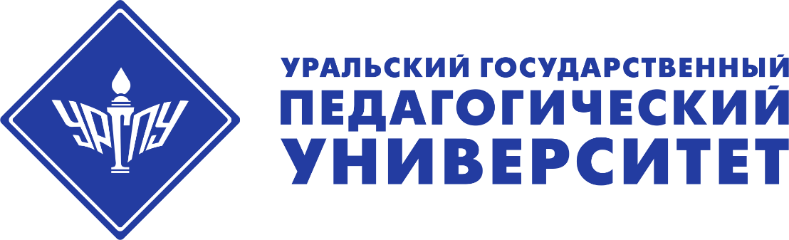 УрГПУ
УРАЛЬСКИЙ ГОСУДАРСТВЕННЫЙ
ПЕДАГОГИЧЕСКИЙ
УНИВЕРСИТЕТ